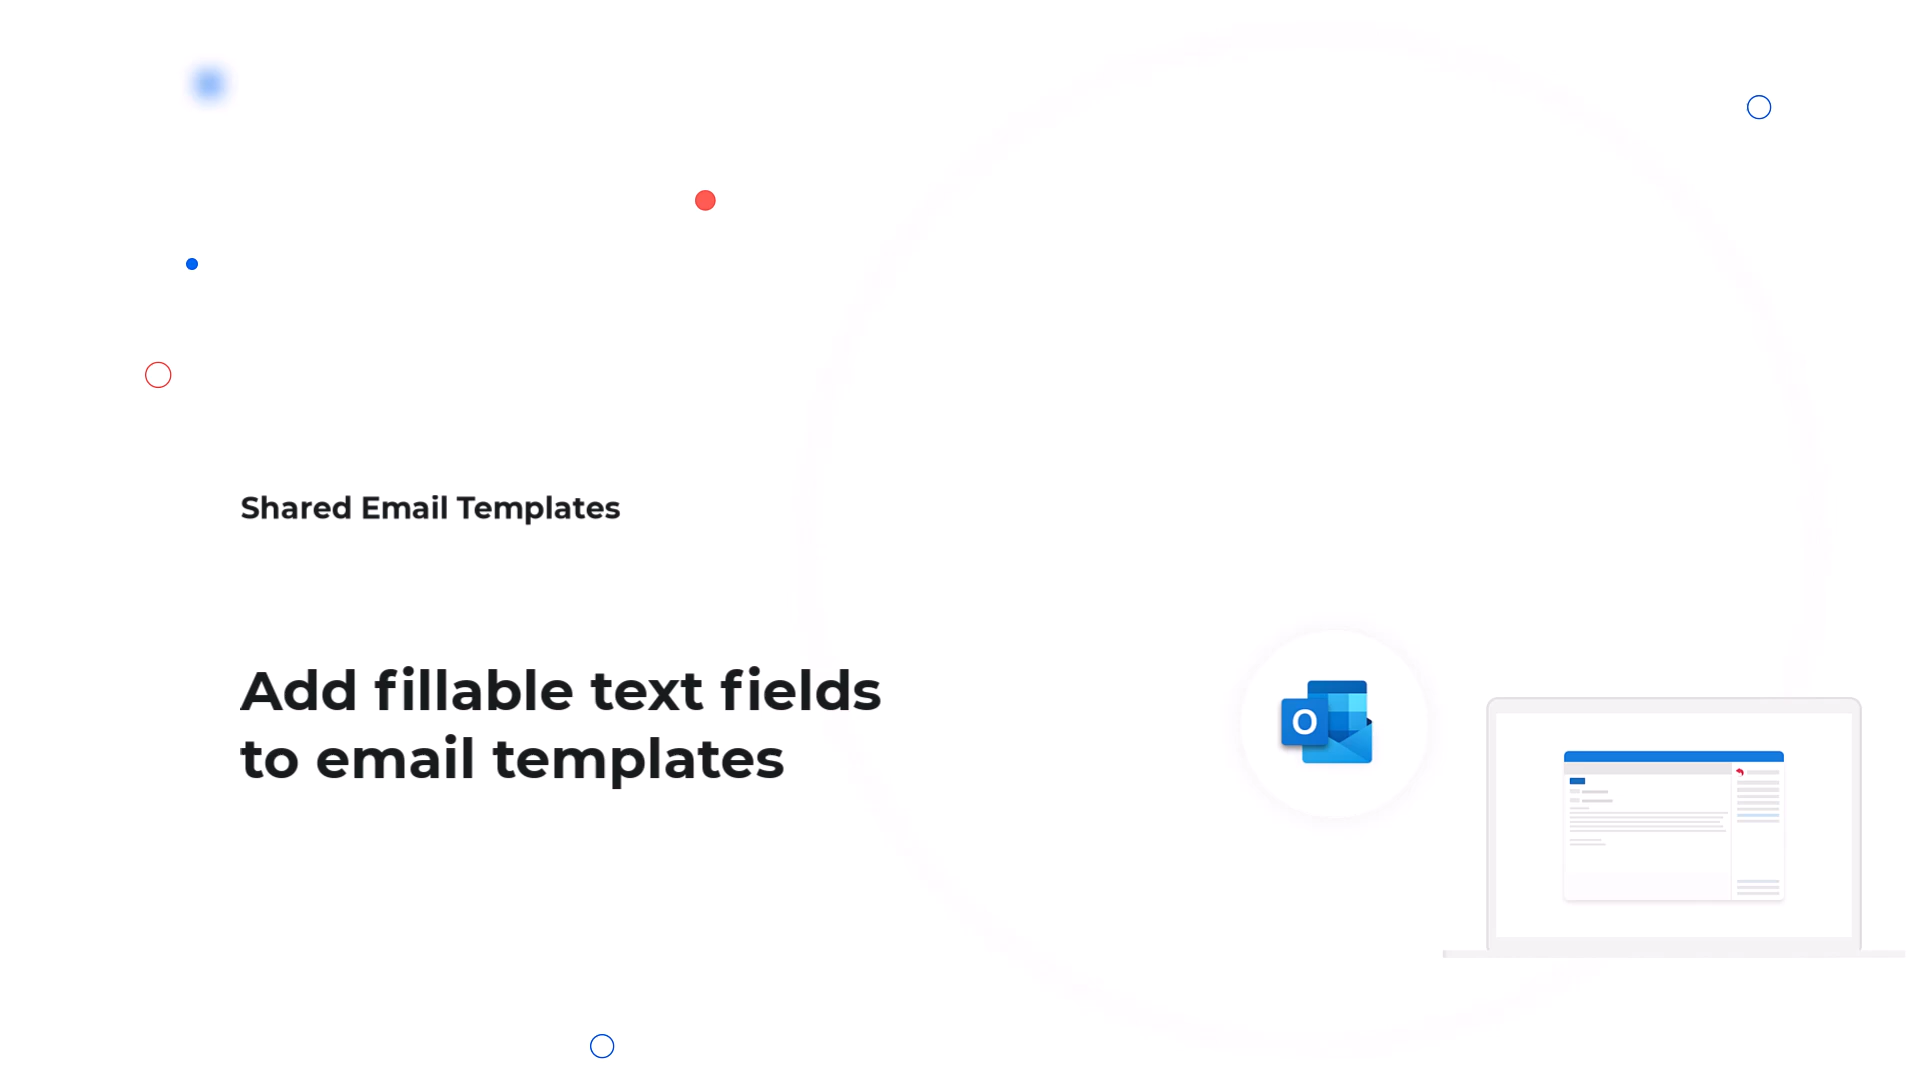 Shared Email Templates
Add fillable text fields
to email templates
O